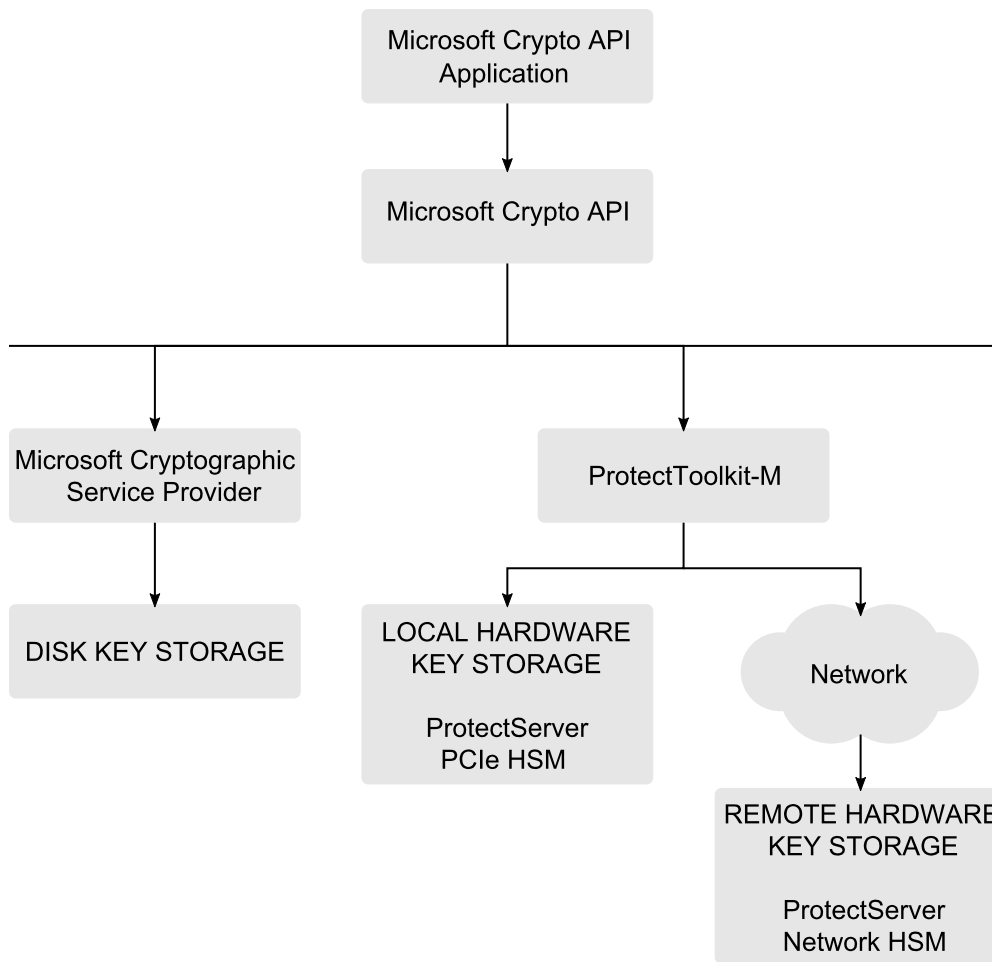 Microsoft Crypto API
Application
Microsoft Crypto API
Microsoft Cryptographic
Service Provider
ProtectToolkit-M
DISK KEY STORAGE
LOCAL HARDWARE
KEY STORAGE
ProtectServer
PCIe HSM
Network
REMOTE HARDWARE
KEY STORAGE
ProtectServer
Network HSM